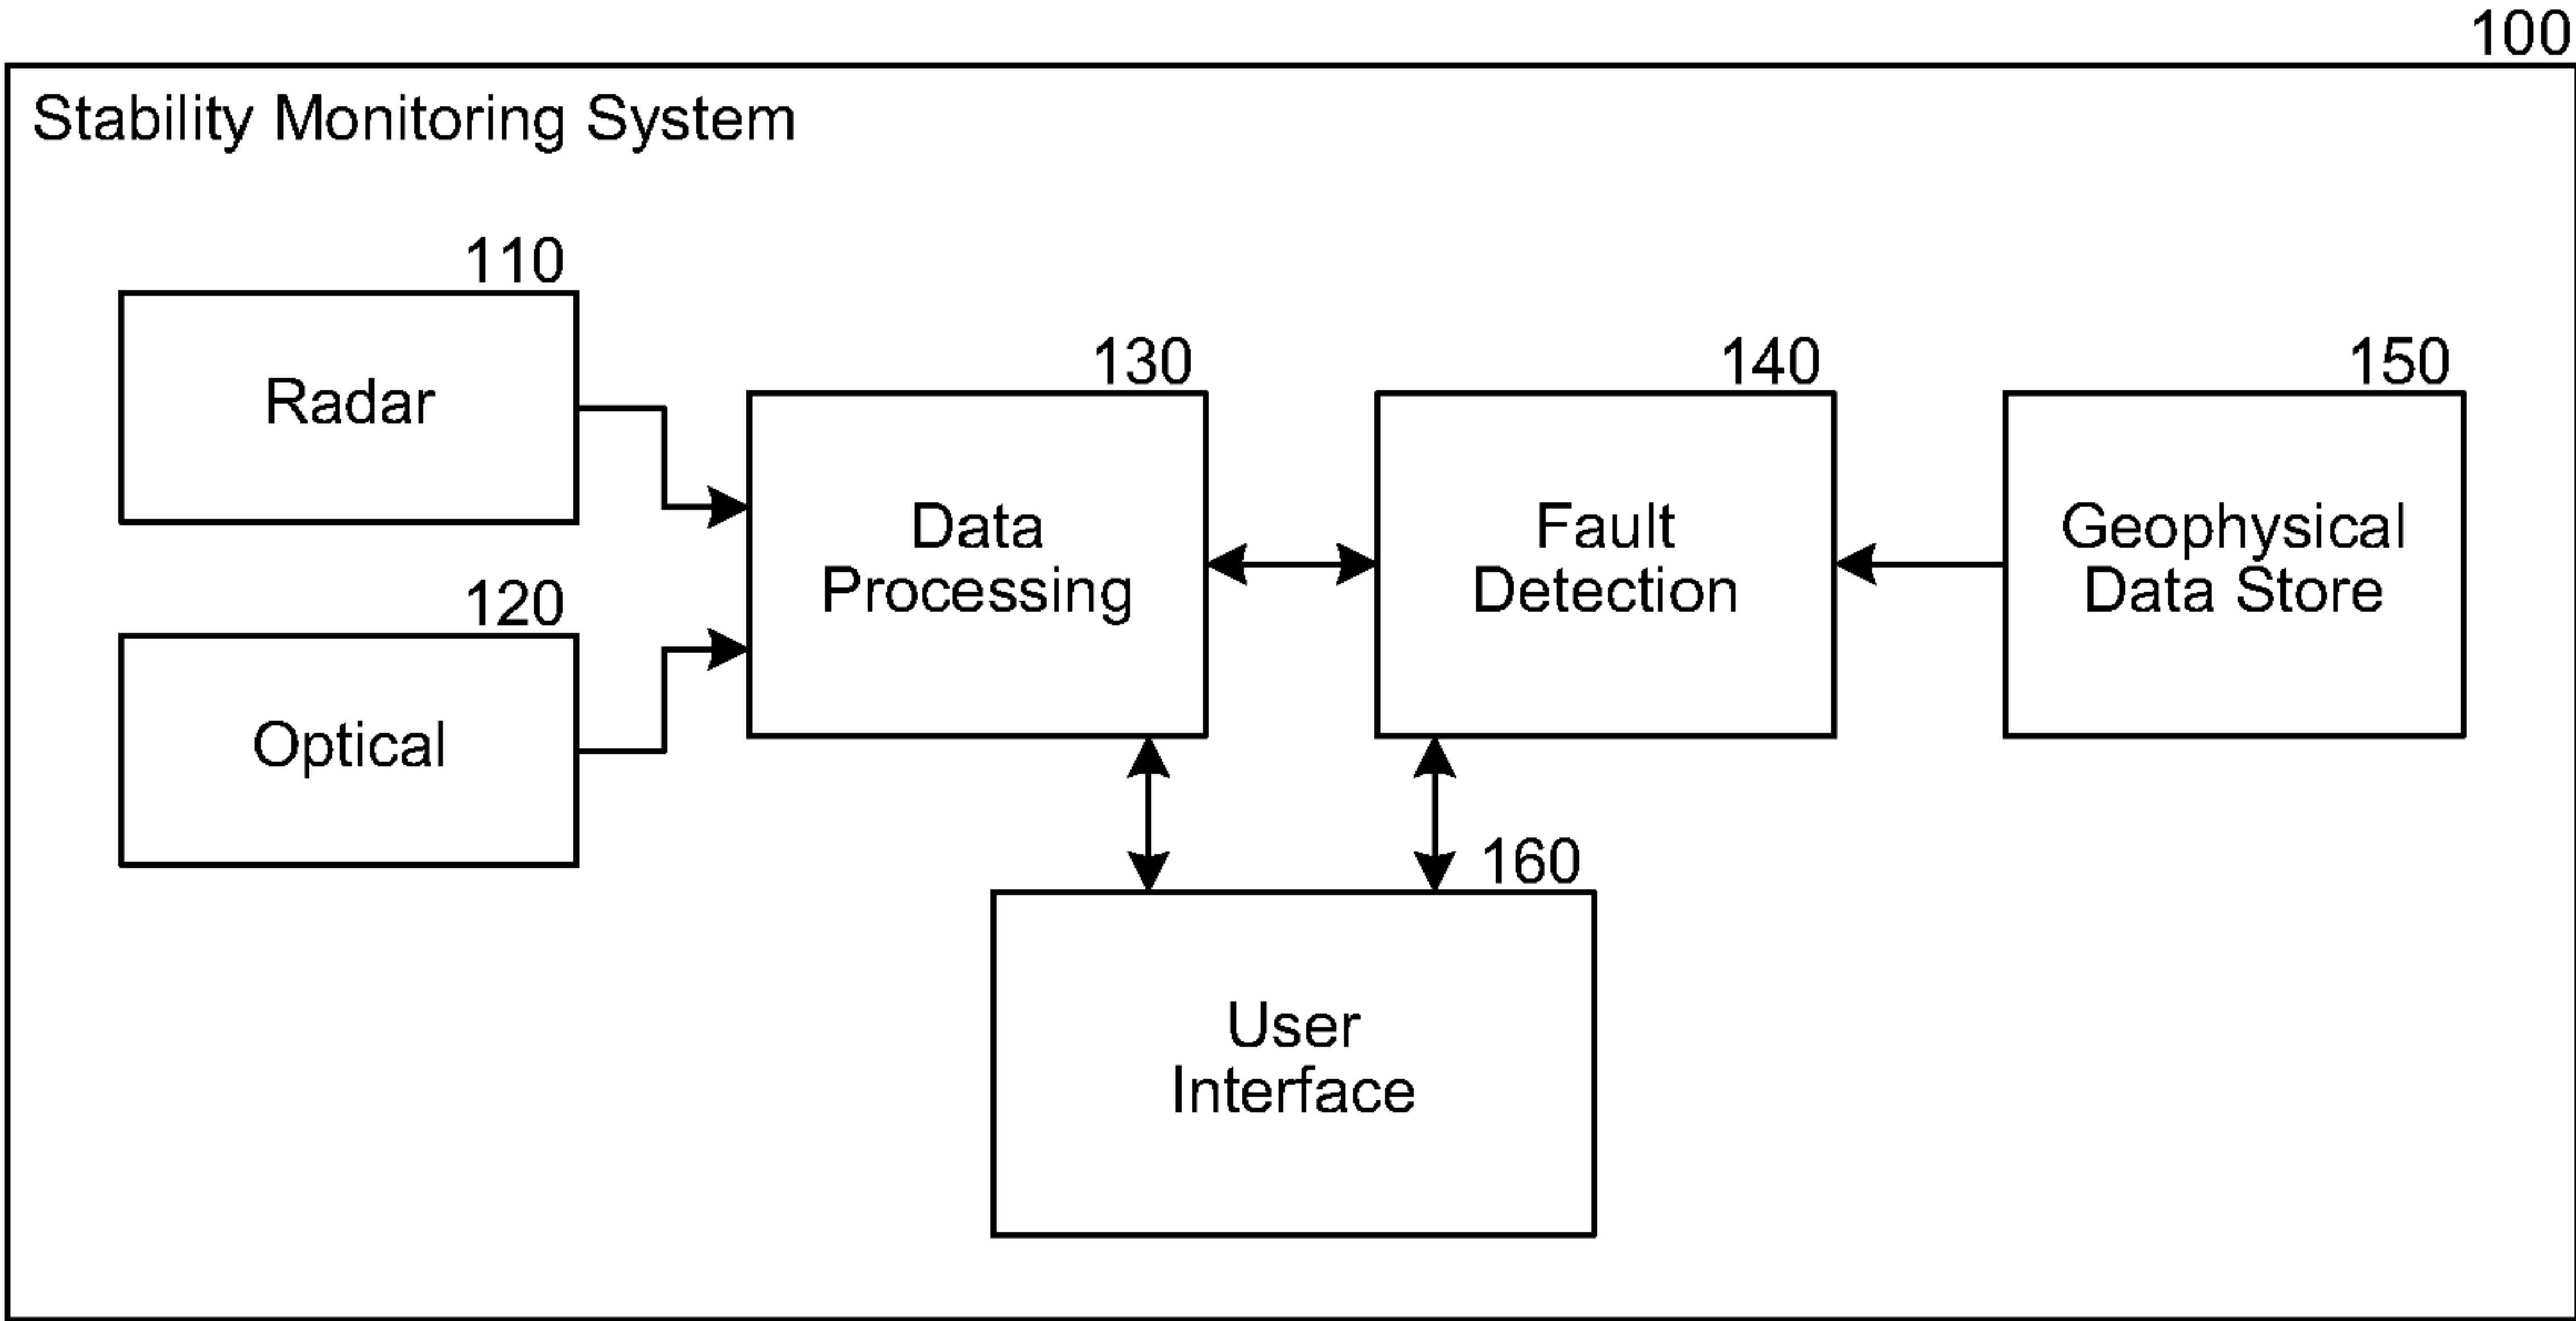 100
Stability Monitoring System
110
Radar
120
Optical
130
Data
Processing
140
Fault
Detection
150
Geophysical
Data Store
160
User
Interface